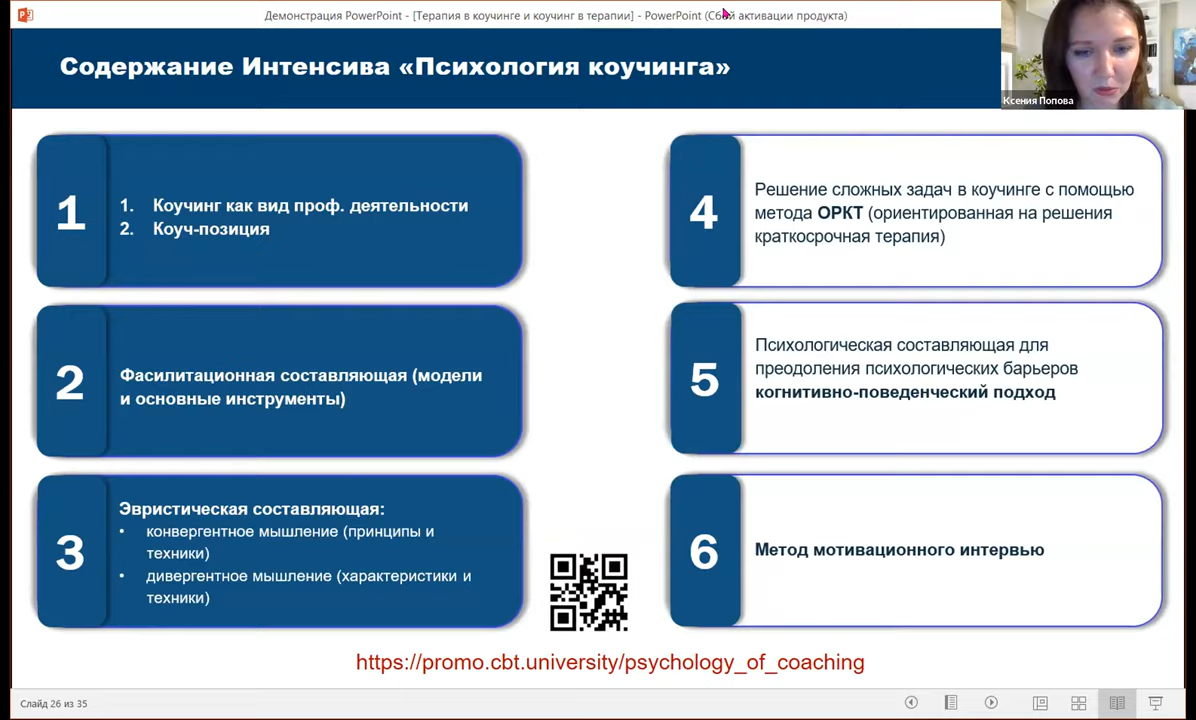 Демонстрация PowerPoint - [Терапия в коучинге и коучинг в терапии] - PowerPoint (Сбой активации продукта)
Содержание Интенсива «Психология коучинга»
Ксения Попова
1
1. Коучинг как вид проф. деятельности
2. Коуч-позиция
2
Фасилитационная составляющая (модели
и основные инструменты)
3
Эвристическая составляющая:
• конвергентное мышление (принципы и
техники)
• дивергентное мышление (характеристики и
техники)
4
Решение сложных задач в коучинге с помощью
метода ОРКТ (ориентированная на решения
краткосрочная терапия)
5
Психологическая составляющая для
преодоления психологических барьеров
когнитивно-поведенческий подход
6
Метод мотивационного интервью
https://promo.cbt.university/psychology_of_coaching
Слайд 26 из 35